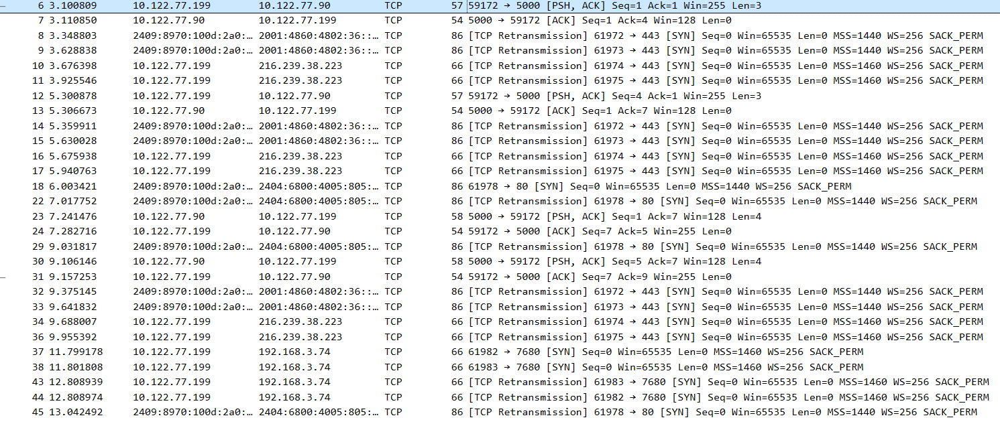 6 3.100809 10.122.77.199 10.122.77.90 TCP 57 59172 → 5000 [PSH, ACK] Seq=1 Ack=1 Win=255 Len=3
7 3.110850 10.122.77.90 10.122.77.199 TCP 54 5000 → 59172 [ACK] Seq=1 Ack=4 Win=128 Len=0
8 3.348803 2409:8970:100d:2a0:… 2001:4860:4802:36::… TCP 86 [TCP Retransmission] 61972 → 443 [SYN] Seq=0 Win=65535 Len=0 MSS=1440 WS=256 SACK_PERM
9 3.628838 2409:8970:100d:2a0:… 2001:4860:4802:36::… TCP 86 [TCP Retransmission] 61973 → 443 [SYN] Seq=0 Win=65535 Len=0 MSS=1440 WS=256 SACK_PERM
10 3.676398 10.122.77.199 216.239.38.223 TCP 66 [TCP Retransmission] 61974 → 443 [SYN] Seq=0 Win=65535 Len=0 MSS=1460 WS=256 SACK_PERM
11 3.925546 10.122.77.199 216.239.38.223 TCP 66 [TCP Retransmission] 61975 → 443 [SYN] Seq=0 Win=65535 Len=0 MSS=1460 WS=256 SACK_PERM
12 5.300878 10.122.77.199 10.122.77.90 TCP 57 59172 → 5000 [PSH, ACK] Seq=4 Ack=1 Win=255 Len=3
13 5.306673 10.122.77.90 10.122.77.199 TCP 54 5000 → 59172 [ACK] Seq=1 Ack=7 Win=128 Len=0
14 5.359911 2409:8970:100d:2a0:… 2001:4860:4802:36::… TCP 86 [TCP Retransmission] 61972 → 443 [SYN] Seq=0 Win=65535 Len=0 MSS=1440 WS=256 SACK_PERM
15 5.630028 2409:8970:100d:2a0:… 2001:4860:4802:36::… TCP 86 [TCP Retransmission] 61973 → 443 [SYN] Seq=0 Win=65535 Len=0 MSS=1440 WS=256 SACK_PERM
16 5.675938 10.122.77.199 216.239.38.223 TCP 66 [TCP Retransmission] 61974 → 443 [SYN] Seq=0 Win=65535 Len=0 MSS=1460 WS=256 SACK_PERM
17 5.940763 10.122.77.199 216.239.38.223 TCP 66 [TCP Retransmission] 61975 → 443 [SYN] Seq=0 Win=65535 Len=0 MSS=1460 WS=256 SACK_PERM
18 6.003421 2409:8970:100d:2a0:… 2404:6800:4005:805:… TCP 86 61978 → 80 [SYN] Seq=0 Win=65535 Len=0 MSS=1440 WS=256 SACK_PERM
22 7.017752 2409:8970:100d:2a0:… 2404:6800:4005:805:… TCP 86 [TCP Retransmission] 61978 → 80 [SYN] Seq=0 Win=65535 Len=0 MSS=1440 WS=256 SACK_PERM
23 7.241476 10.122.77.90 10.122.77.199 TCP 58 5000 → 59172 [PSH, ACK] Seq=1 Ack=7 Win=128 Len=4
24 7.282716 10.122.77.199 10.122.77.90 TCP 54 59172 → 5000 [ACK] Seq=7 Ack=5 Win=255 Len=0
29 9.031817 2409:8970:100d:2a0:… 2404:6800:4005:805:… TCP 86 [TCP Retransmission] 61978 → 80 [SYN] Seq=0 Win=65535 Len=0 MSS=1440 WS=256 SACK_PERM
30 9.106146 10.122.77.90 10.122.77.199 TCP 58 5000 → 59172 [PSH, ACK] Seq=5 Ack=7 Win=128 Len=4
31 9.157253 10.122.77.199 10.122.77.90 TCP 54 59172 → 5000 [ACK] Seq=7 Ack=9 Win=255 Len=0
32 9.375145 2409:8970:100d:2a0:… 2001:4860:4802:36::… TCP 86 [TCP Retransmission] 61972 → 443 [SYN] Seq=0 Win=65535 Len=0 MSS=1440 WS=256 SACK_PERM
33 9.641832 2409:8970:100d:2a0:… 2001:4860:4802:36::… TCP 86 [TCP Retransmission] 61973 → 443 [SYN] Seq=0 Win=65535 Len=0 MSS=1440 WS=256 SACK_PERM
34 9.688007 10.122.77.199 216.239.38.223 TCP 66 [TCP Retransmission] 61974 → 443 [SYN] Seq=0 Win=65535 Len=0 MSS=1460 WS=256 SACK_PERM
36 9.955392 10.122.77.199 216.239.38.223 TCP 66 [TCP Retransmission] 61975 → 443 [SYN] Seq=0 Win=65535 Len=0 MSS=1460 WS=256 SACK_PERM
37 11.799178 10.122.77.199 192.168.3.74 TCP 66 61982 → 7680 [SYN] Seq=0 Win=65535 Len=0 MSS=1460 WS=256 SACK_PERM
38 11.801808 10.122.77.199 192.168.3.74 TCP 66 61983 → 7680 [SYN] Seq=0 Win=65535 Len=0 MSS=1460 WS=256 SACK_PERM
43 12.808939 10.122.77.199 192.168.3.74 TCP 66 [TCP Retransmission] 61983 → 7680 [SYN] Seq=0 Win=65535 Len=0 MSS=1460 WS=256 SACK_PERM
44 12.808974 10.122.77.199 192.168.3.74 TCP 66 [TCP Retransmission] 61982 → 7680 [SYN] Seq=0 Win=65535 Len=0 MSS=1460 WS=256 SACK_PERM
45 13.042492 2409:8970:100d:2a0:… 2404:6800:4005:805:… TCP 86 [TCP Retransmission] 61978 → 80 [SYN] Seq=0 Win=65535 Len=0 MSS=1440 WS=256 SACK_PERM